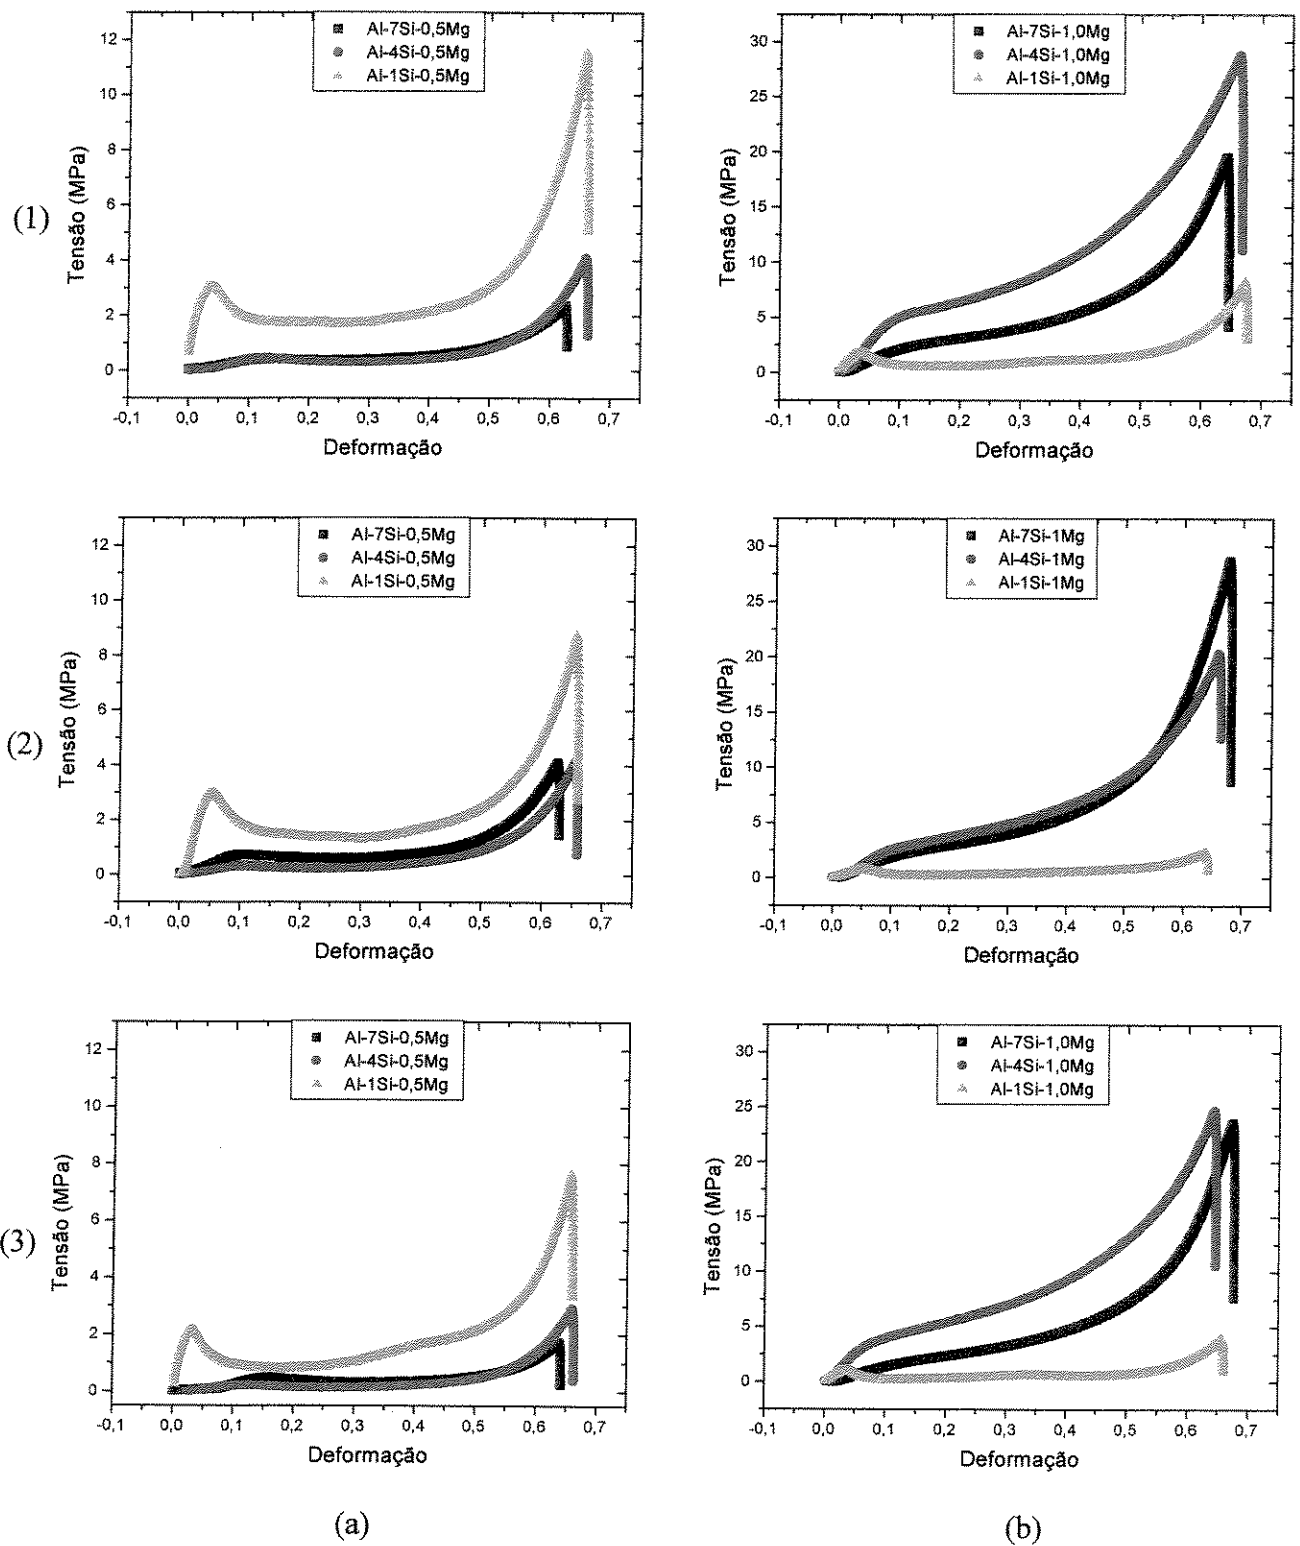 Al-7Si-0,5Mg
Al-4Si-0,5Mg
Al-1Si-0,5Mg
12
10
8
6
4
2
0
Tensão (MPa)
-0,1 0,0 0,1 0,2 0,3 0,4 0,5 0,6 0,7
Deformação
(1)
Al-7Si-1,0Mg
Al-4Si-1,0Mg
Al-1Si-1,0Mg
30
25
20
15
10
5
0
Tensão (MPa)
-0,1 0,0 0,1 0,2 0,3 0,4 0,5 0,6 0,7
Deformação
Al-7Si-0,5Mg
Al-4Si-0,5Mg
Al-1Si-0,5Mg
12
10
8
6
4
2
0
Tensão (MPa)
-0,1 0,0 0,1 0,2 0,3 0,4 0,5 0,6 0,7
Deformação
(2)
Al-7Si-1Mg
Al-4Si-1Mg
Al-1Si-1Mg
30
25
20
15
10
5
0
Tensão (MPa)
-0,1 0,0 0,1 0,2 0,3 0,4 0,5 0,6 0,7
Deformação
Al-7Si-0,5Mg
Al-4Si-0,5Mg
Al-1Si-0,5Mg
12
10
8
6
4
2
0
Tensão (MPa)
-0,1 0,0 0,1 0,2 0,3 0,4 0,5 0,6 0,7
Deformação
(3)
Al-7Si-1,0Mg
Al-4Si-1,0Mg
Al-1Si-1,0Mg
30
25
20
15
10
5
0
Tensão (MPa)
-0,1 0,0 0,1 0,2 0,3 0,4 0,5 0,6 0,7
Deformação
(a)
(b)